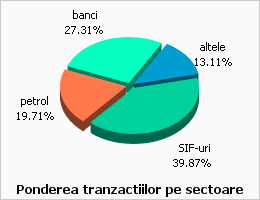 banci
27.31%
altele
13.11%
petrol
19.71%
SIF-uri
39.87%
Ponderea tranzactiilor pe sectoare